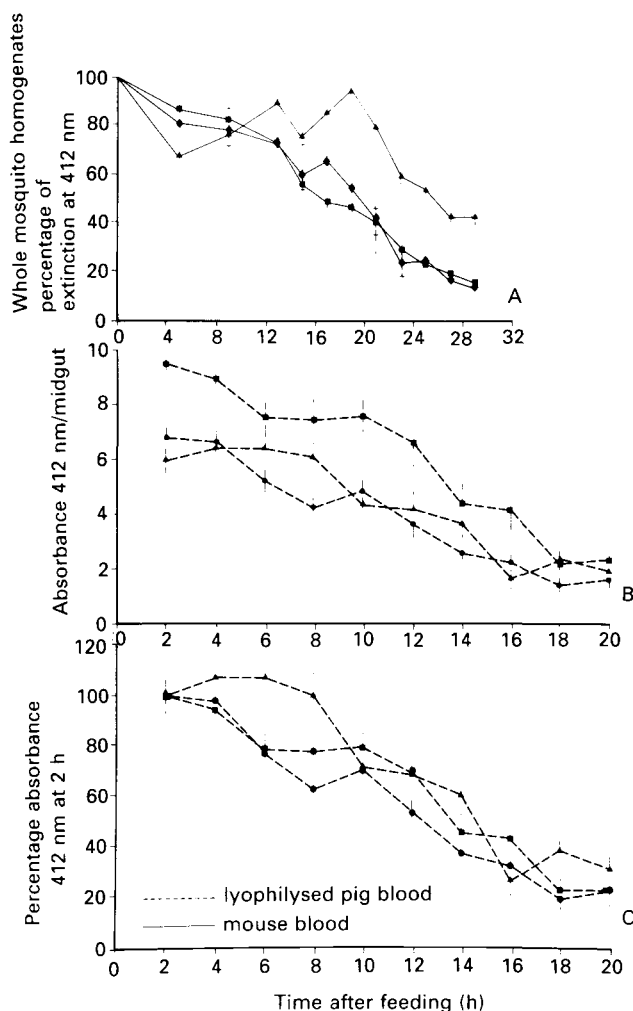 Whole mosquito homogenates
percentage of
extinction at 412 nm
100
80
60
40
20
0
0 4 8 12 16 20 24 28 32
A
Absorbance 412 nm/midgut
10
8
6
4
2
0
0 2 4 6 8 10 12 14 16 18 20
B
Percentage absorbance
412 nm at 2 h
120
100
80
60
40
20
0
0 2 4 6 8 10 12 14 16 18 20
C
lyophilysed pig blood
mouse blood
Time after feeding (h)